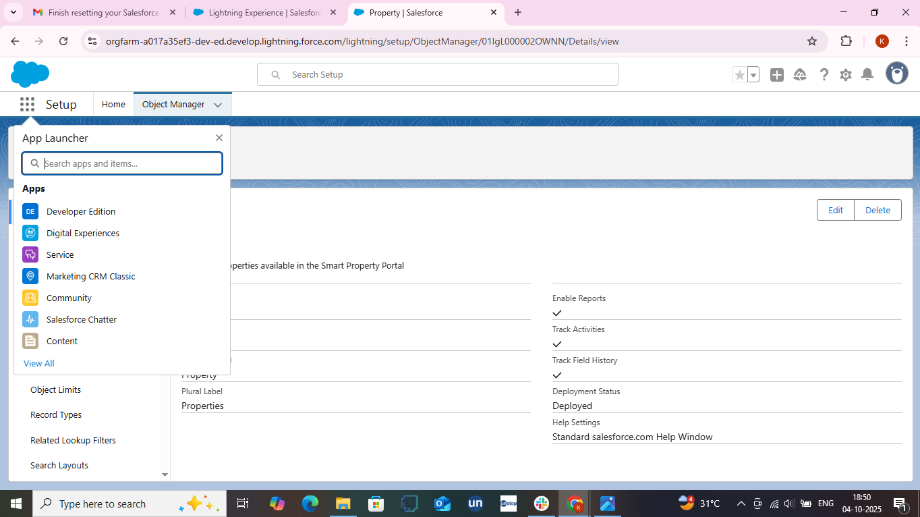 Finish resetting your Salesforce
Lightning Experience | Salesforc
Property | Salesforce
orgfarm-a017a35ef3-dev-ed.develop.lightning.force.com/lightning/setup/ObjectManager/01IgL000002OWNN/Details/view
K
Search Setup
Setup
Home
Object Manager
App Launcher
Search apps and items...
Apps
DE Developer Edition
Digital Experiences
Service
Marketing CRM Classic
Community
Salesforce Chatter
Content
View All
Edit
Delete
operties available in the Smart Property Portal
Enable Reports
Track Activities
Track Field History
Property
Deployment Status
Deployed
Plural Label
Properties
Help Settings
Standard salesforce.com Help Window
Object Limits
Record Types
Related Lookup Filters
Search Layouts
Type here to search
un
31°C
ENG
18:50
04-10-2025
1